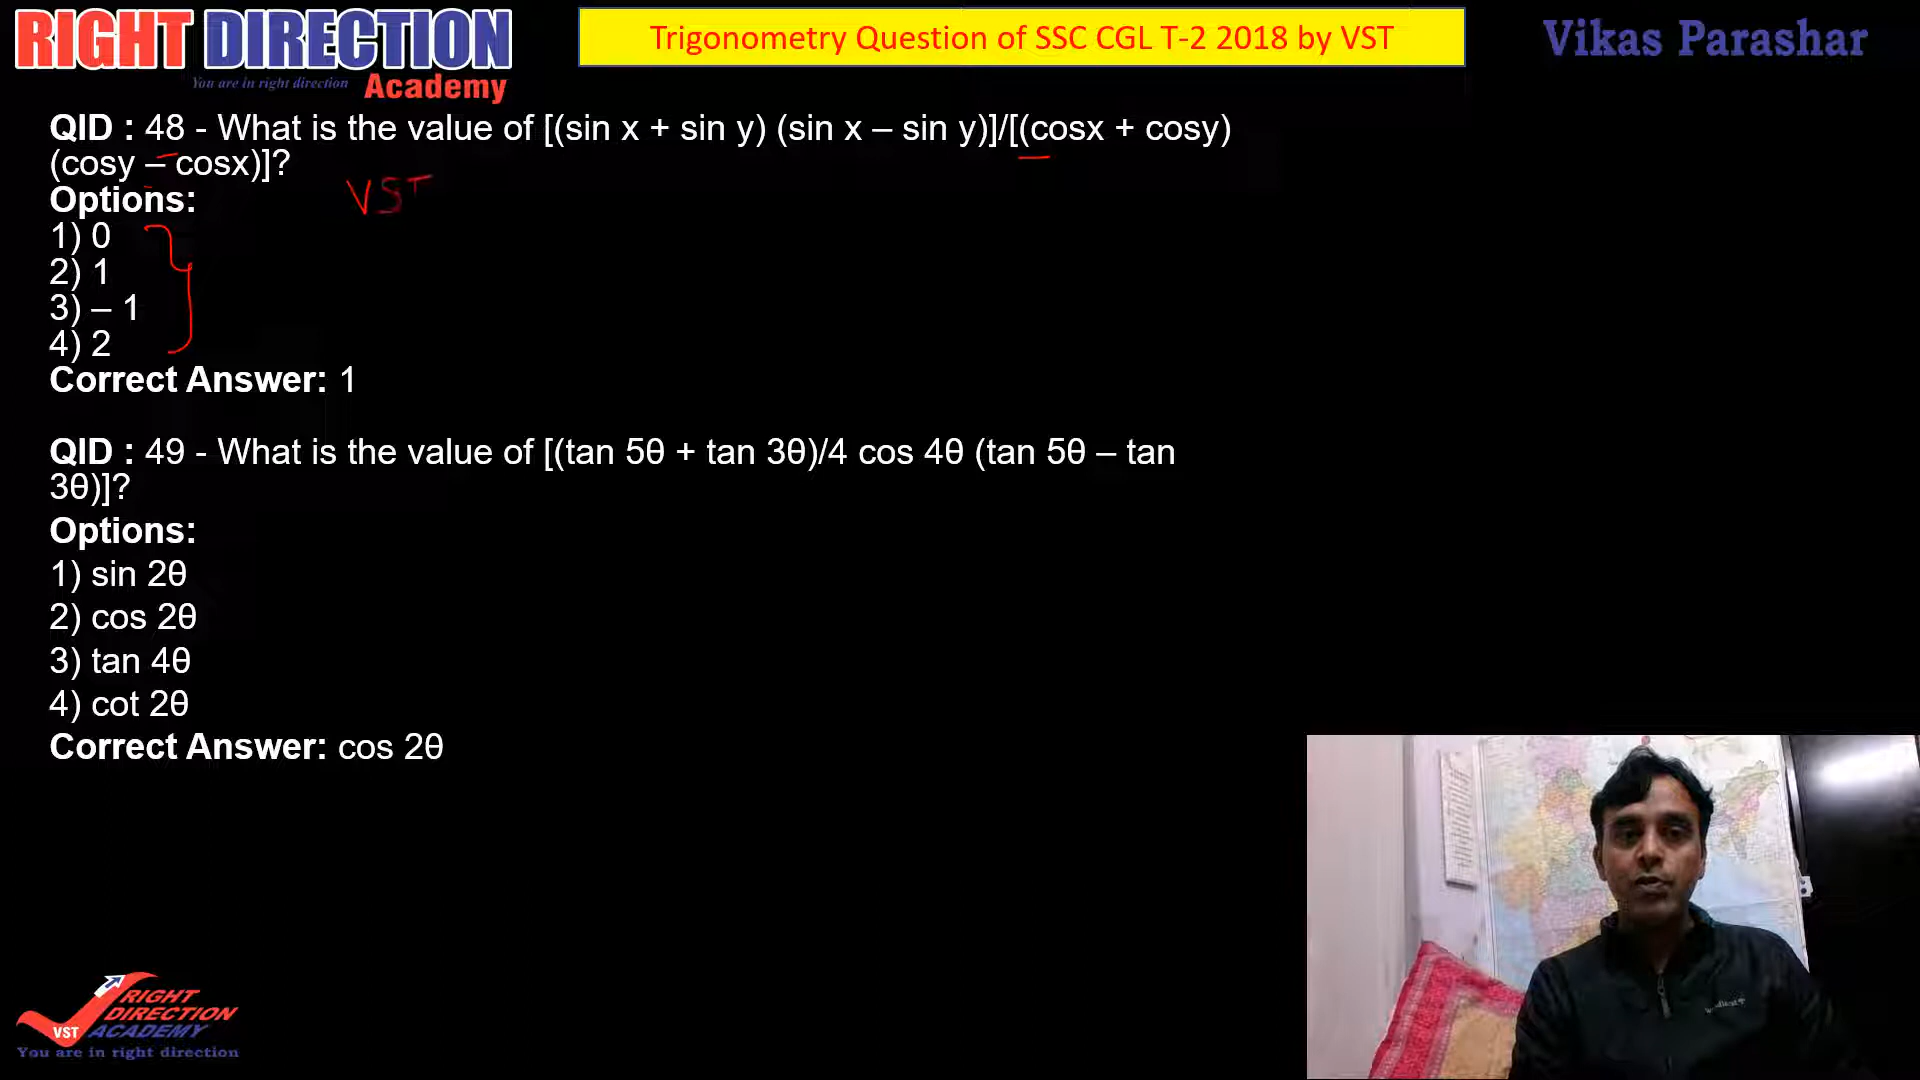 RIGHT DIRECTION
You are in right direction Academy
Trigonometry Question of SSC CGL T-2 2018 by VST
Vikas Parashar
QID : 48 - What is the value of [(sin x + sin y) (sin x – sin y)]/[(cosx + cosy)
(cosy – cosx)]?
VST
Options:
1) 0
2) 1
3) – 1
4) 2
Correct Answer: 1
QID : 49 - What is the value of [(tan 5θ + tan 3θ)/4 cos 4θ (tan 5θ – tan
3θ)]?
Options:
1) sin 2θ
2) cos 2θ
3) tan 4θ
4) cot 2θ
Correct Answer: cos 2θ
RIGHT
DIRECTION
VST ACADEMY
You are in right direction